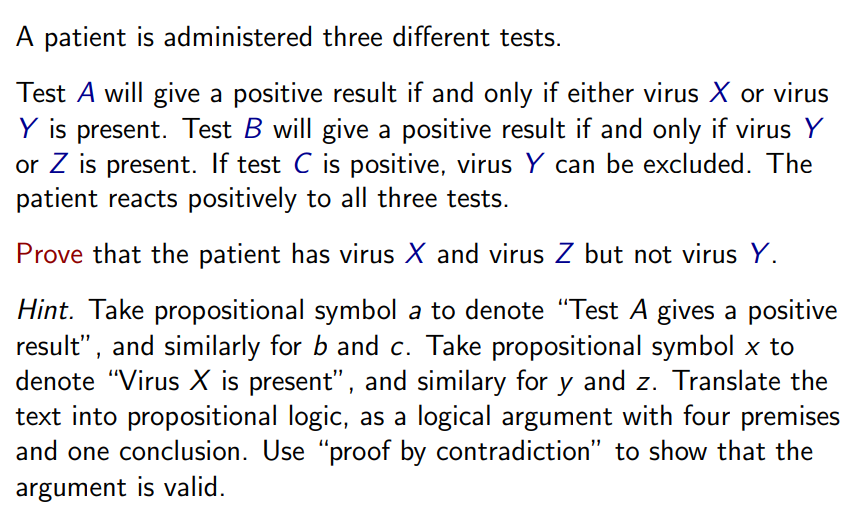 A patient is administered three different tests.
Test A will give a positive result if and only if either virus X or virus
Y is present. Test B will give a positive result if and only if virus Y
or Z is present. If test C is positive, virus Y can be excluded. The
patient reacts positively to all three tests.
Prove that the patient has virus X and virus Z but not virus Y.
Hint. Take propositional symbol a to denote “Test A gives a positive
result”, and similarly for b and c. Take propositional symbol x to
denote “Virus X is present”, and similary for y and z. Translate the
text into propositional logic, as a logical argument with four premises
and one conclusion. Use “proof by contradiction” to show that the
argument is valid.